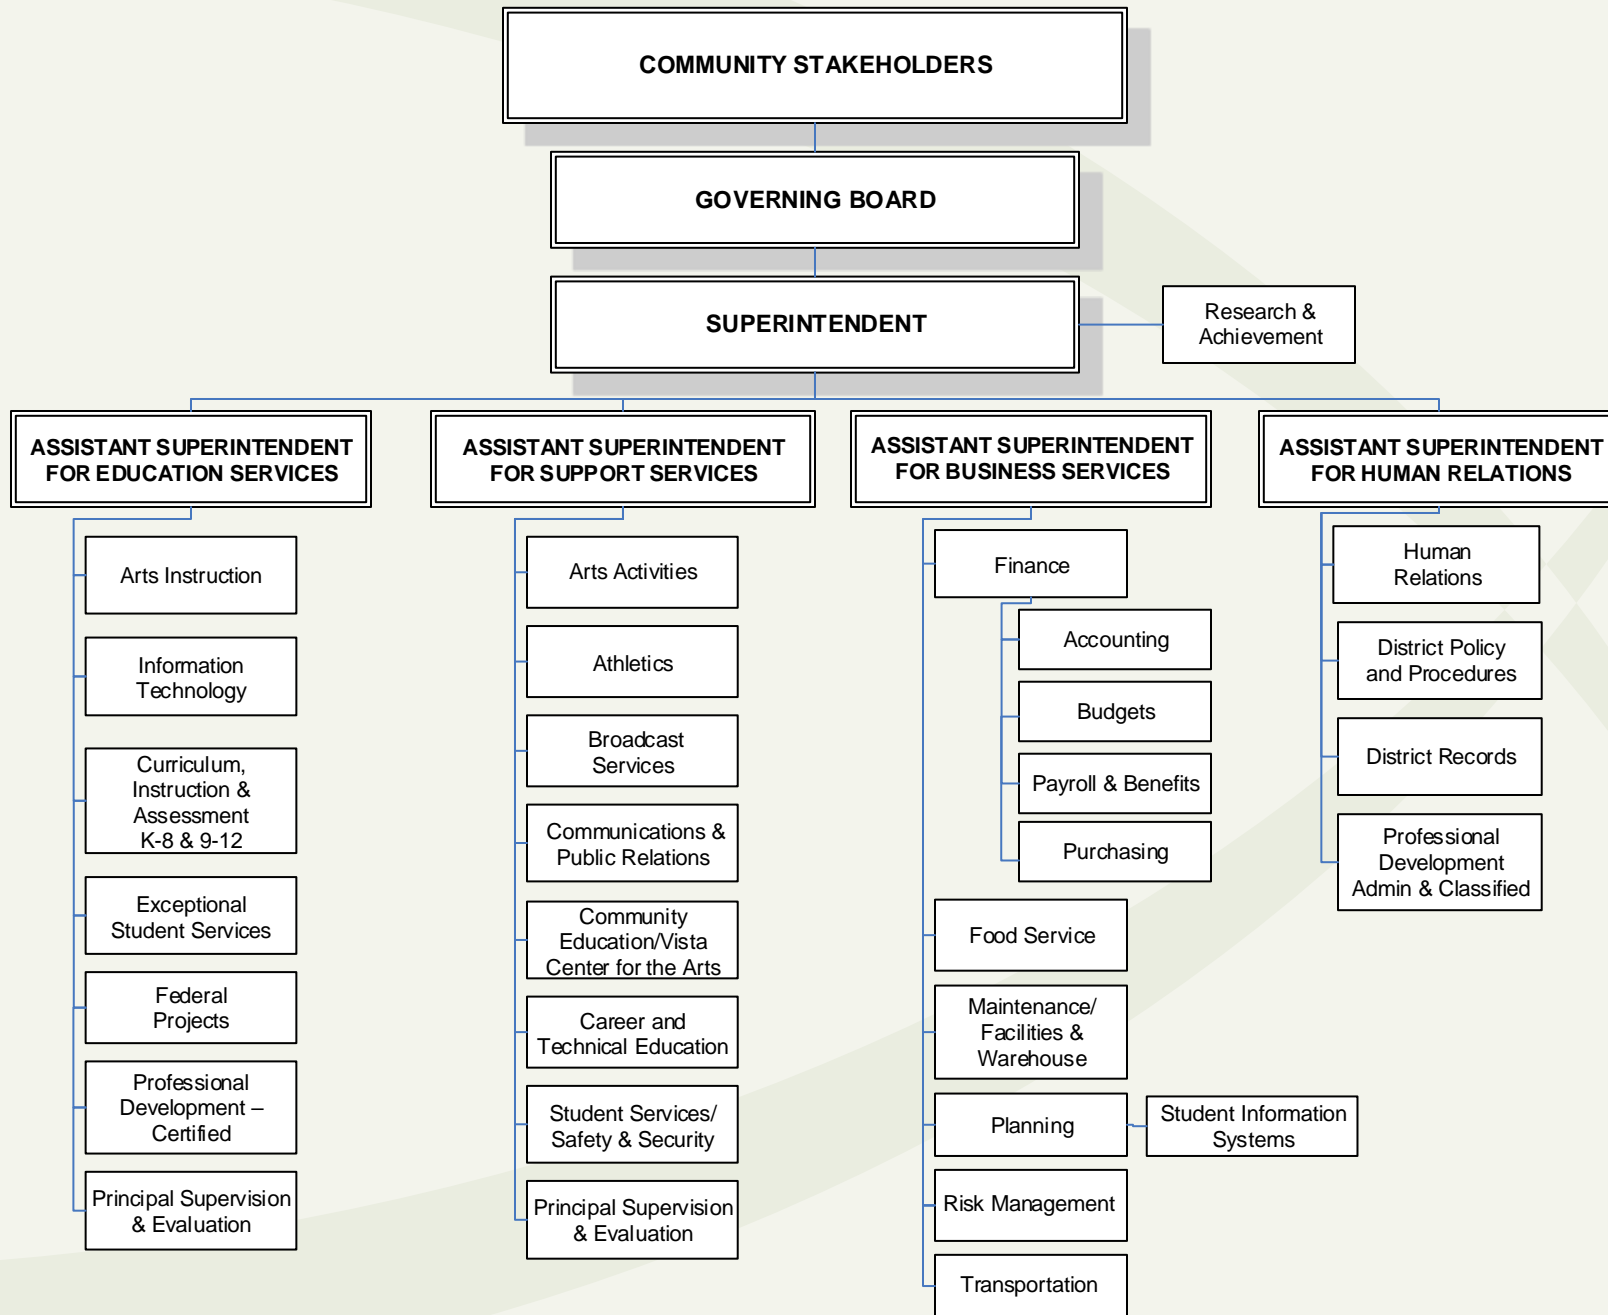 COMMUNITY STAKEHOLDERS
GOVERNING BOARD
SUPERINTENDENT
Research &
Achievement
ASSISTANT SUPERINTENDENT
FOR EDUCATION SERVICES
Arts Instruction
Information
Technology
Curriculum,
Instruction &
Assessment
K-8 & 9-12
Exceptional
Student Services
Federal
Projects
Professional
Development –
Certified
Principal Supervision
& Evaluation
ASSISTANT SUPERINTENDENT
FOR SUPPORT SERVICES
Arts Activities
Athletics
Broadcast
Services
Communications &
Public Relations
Community
Education/Vista
Center for the Arts
Career and
Technical Education
Student Services/
Safety & Security
Principal Supervision
& Evaluation
ASSISTANT SUPERINTENDENT
FOR BUSINESS SERVICES
Finance
Accounting
Budgets
Payroll & Benefits
Purchasing
Food Service
Maintenance/
Facilities &
Warehouse
Planning
Student Information
Systems
Risk Management
Transportation
ASSISTANT SUPERINTENDENT
FOR HUMAN RELATIONS
Human
Relations
District Policy
and Procedures
District Records
Professional
Development
Admin & Classified